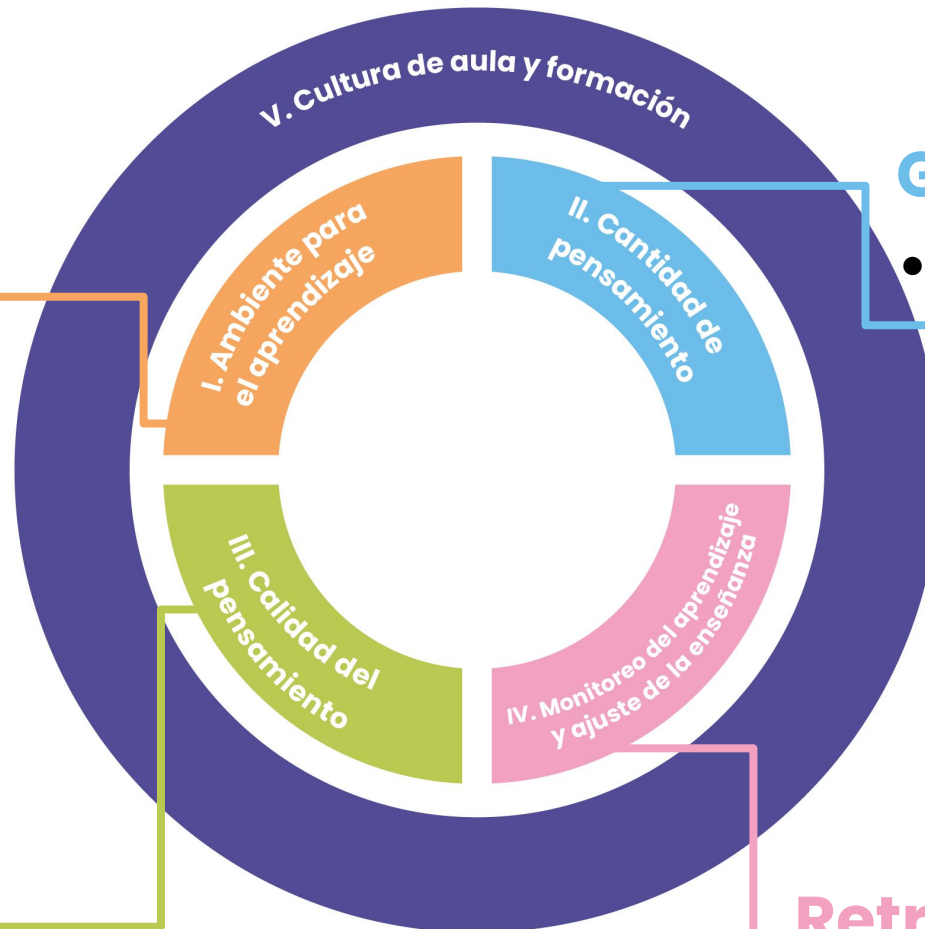 V. Cultura de aula y formación
G
I. Ambiente para
el aprendizaje
II. Cantidad de
pensamiento
•
III. Calidad del
pensamiento
IV. Monitoreo del aprendizaje
y ajuste de la enseñanza
Retr